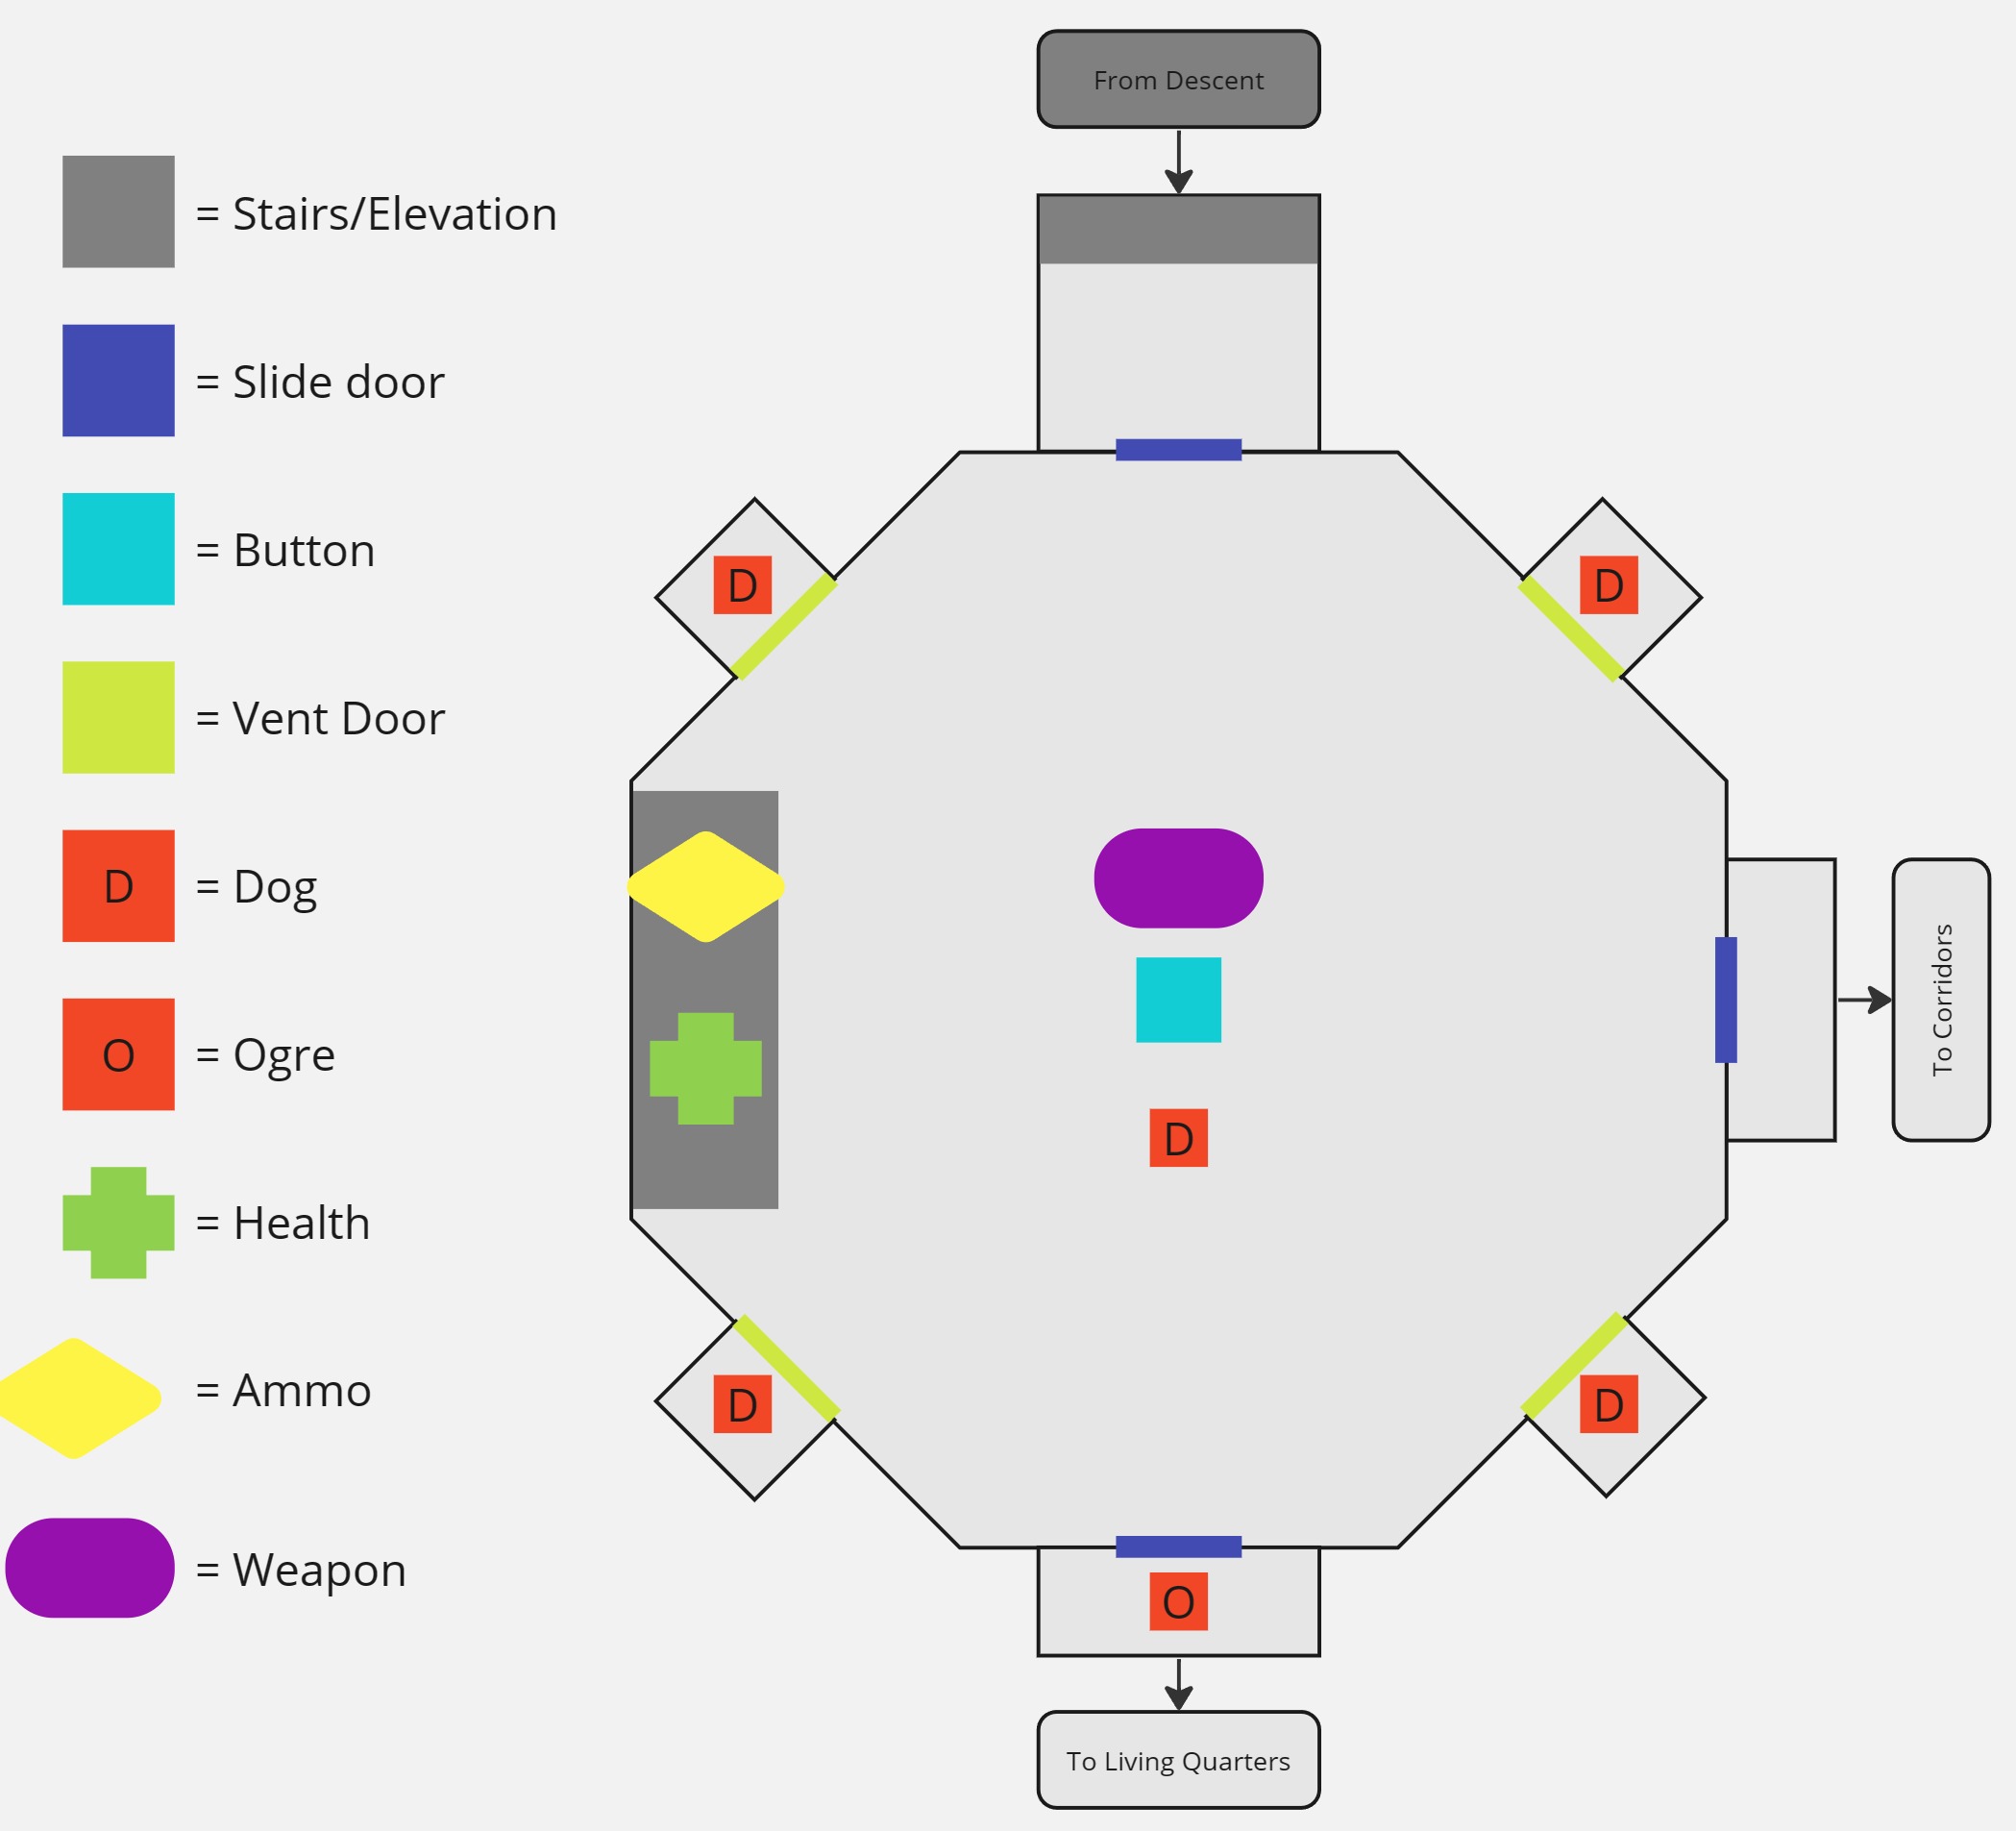 From Descent
= Stairs/Elevation
= Slide door
= Button
= Vent Door
D = Dog
O = Ogre
= Health
= Ammo
= Weapon
D
D
D
D
D
O
To Corridors
To Living Quarters